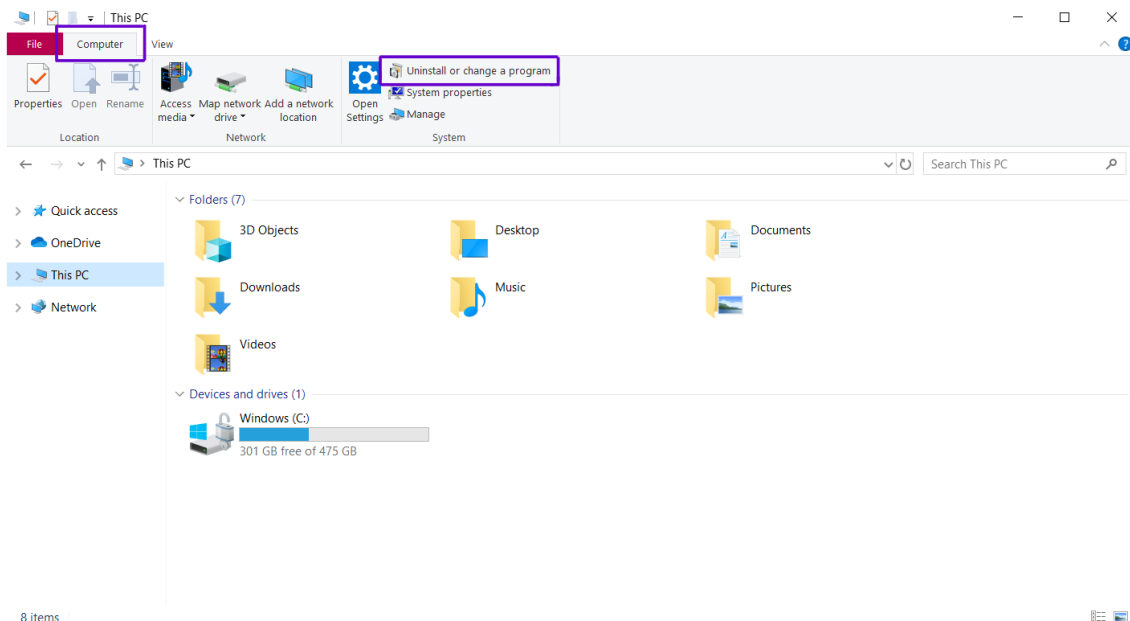 This PC
File Computer View
Properties Open Rename Access media Map network drive Add a network location Open Settings Uninstall or change a program
System properties
Manage
Location Network System
This PC Search This PC
Quick access
OneDrive
This PC
Network
Folders (7)
3D Objects Desktop Documents
Downloads Music Pictures
Videos
Devices and drives (1)
Windows (C:)
301 GB free of 475 GB
8 items